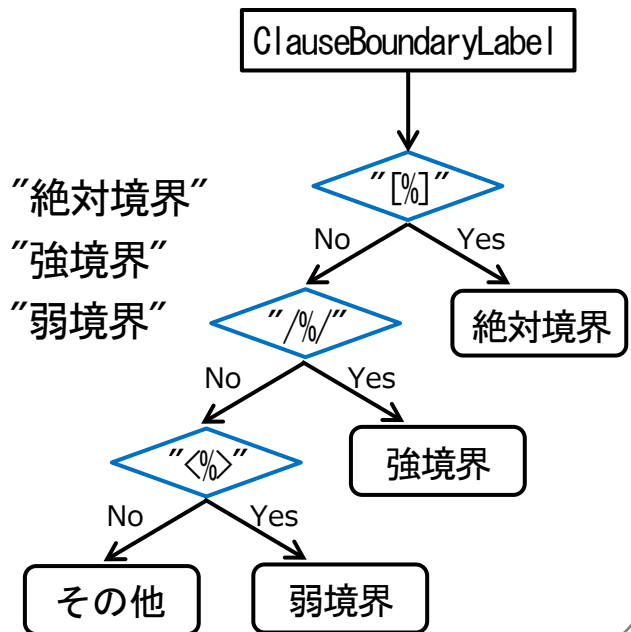 ClauseBoundaryLabel
"絶対境界"
"強境界"
"弱境界"
"[%]"
No
Yes
絶対境界
"/%/"
No
Yes
強境界
"<%>"
No
Yes
その他
弱境界